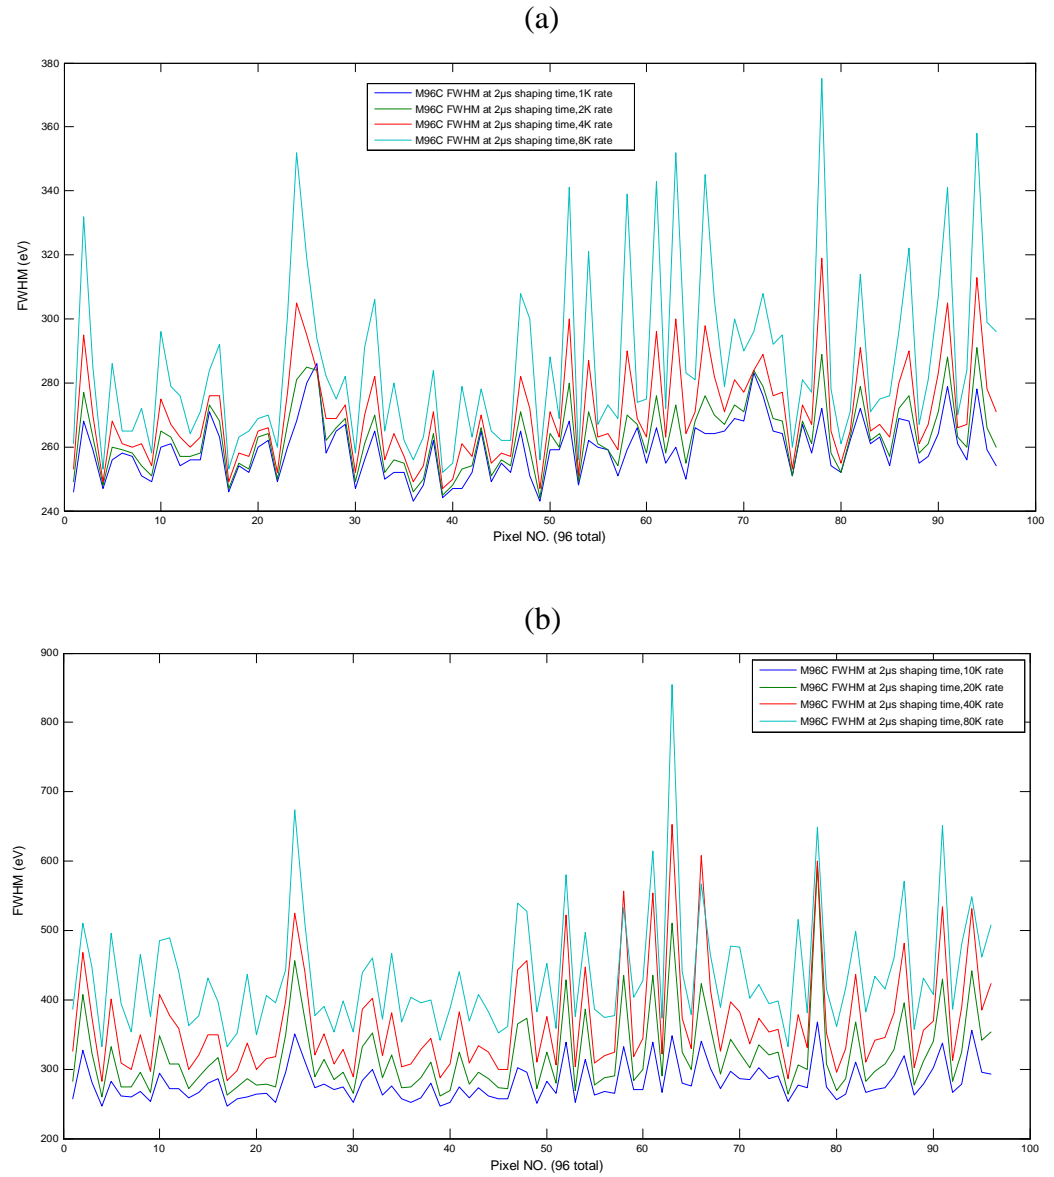 (a)
380
360
340
320
300
280
260
240
FWHM (eV)
M96C FWHM at 2μs shaping time,1K rate
M96C FWHM at 2μs shaping time,2K rate
M96C FWHM at 2μs shaping time,4K rate
M96C FWHM at 2μs shaping time,8K rate
0 10 20 30 40 50 60 70 80 90 100
Pixel NO. (96 total)
(b)
900
800
700
600
500
400
300
200
FWHM (eV)
M96C FWHM at 2μs shaping time,10K rate
M96C FWHM at 2μs shaping time,20K rate
M96C FWHM at 2μs shaping time,40K rate
M96C FWHM at 2μs shaping time,80K rate
0 10 20 30 40 50 60 70 80 90 100
Pixel NO. (96 total)